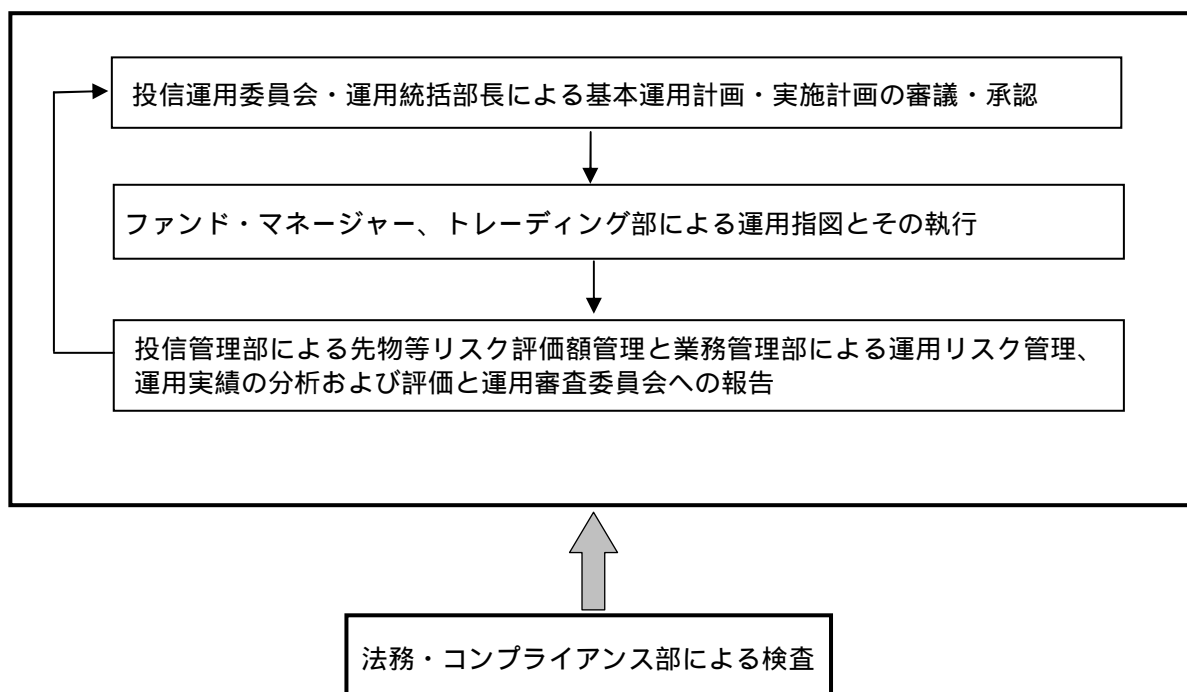 投信運用委員会・運用統括部長による基本運用計画・実施計画の審議・承認
ファンド・マネージャー、トレーディング部による運用指図とその執行
投信管理部による先物等リスク評価額管理と業務管理部による運用リスク管理、
運用実績の分析および評価と運用審査委員会への報告
法務・コンプライアンス部による検査